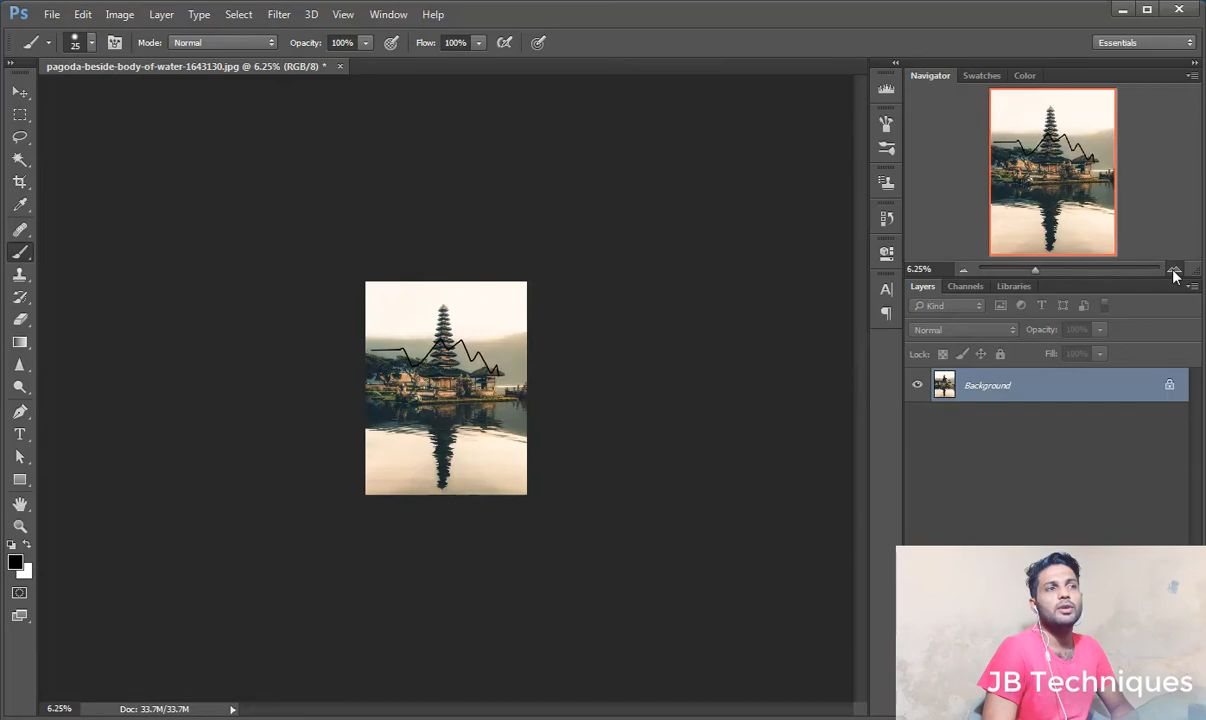 Ps File Edit Image Layer Type Select Filter 3D View Window Help
25 Mode: Normal Opacity: 100% Flow: 100% Essentials
pagoda-beside-body-of-water-1643130.jpg @ 6.25% (RGB/8) * ×
Navigator Swatches Color
6.25%
Layers Channels Libraries
Kind
Normal Opacity: 100%
Lock: Fill: 100%
Background
JB Techniques
6.25% Doc: 33.7M/33.7M